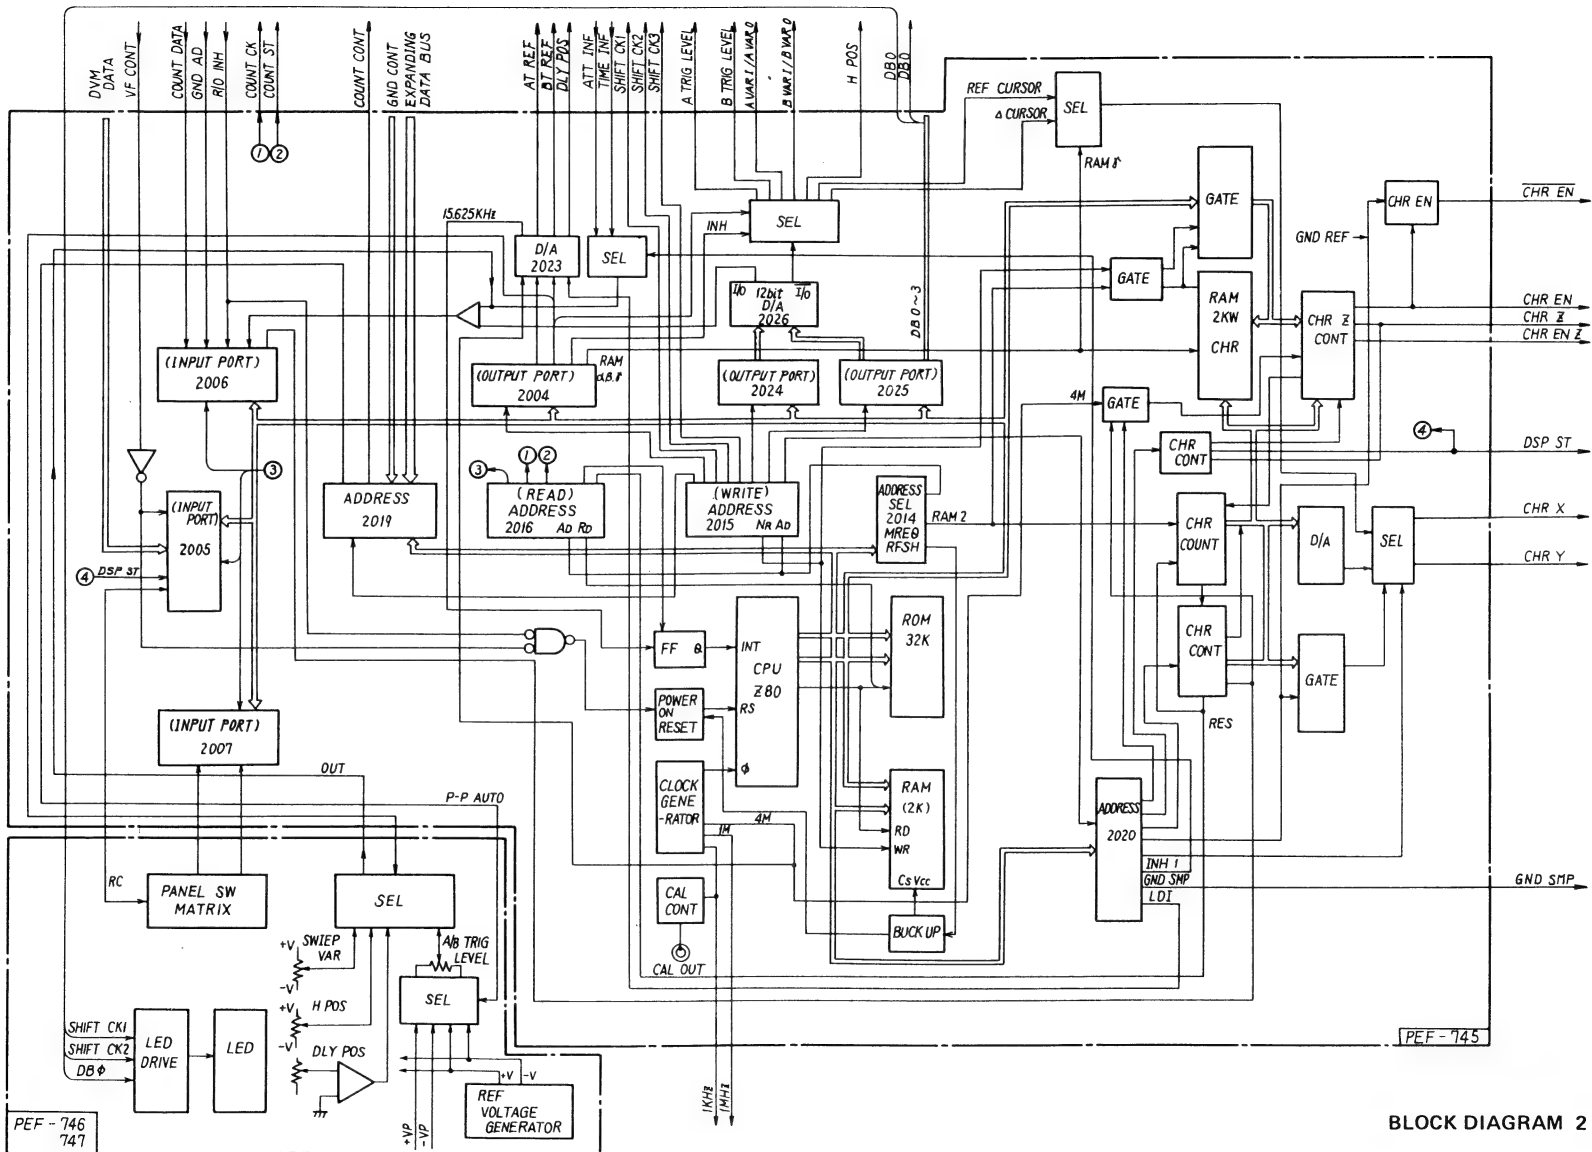 DVM DATA
VF CONT
COUNT DATA
GND AD
R/O INH
COUNT CK
COUNT ST
COUNT CONT
GND CONT
EXPANDING DATA BUS
AT REF
BT REF
DLY POS
ATT INF
TIME INF
SHIFT CK1
SHIFT CK2
SHIFT CK3
A TRIG LEVEL
B TRIG LEVEL
A VAR I / A VAR O
B VAR I / B VAR O
H POS
DB0
DB0
REF CURSOR
Δ CURSOR
SEL
RAM γ
① ②
15.625KHz
D/A
2023
SEL
INH
SEL
GATE
CHR EN
CHR EN
GND REF
GATE
I/O 12bit I/O
D/A
2026
DB0~3
RAM
2KW
CHR
CHR Z
CONT
CHR EN
CHR Z
CHR EN Z
(INPUT PORT)
2006
(OUTPUT PORT)
2004
RAM
α.β.γ
(OUTPUT PORT)
2024
(OUTPUT PORT)
2025
4M
GATE
④
DSP ST
CHR
CONT
③
③ ① ②
ADDRESS
2019
(READ)
ADDRESS
2016 AD RD
(WRITE)
ADDRESS
2015 NR AD
ADDRESS
SEL
2014
MREQ
RFSH
RAM 2
CHR
COUNT
D/A
SEL
CHR X
CHR Y
(INPUT
PORT)
2005
④ DSP ST
FF Q
INT
CPU
Z80
RS
φ
ROM
32K
CHR
CONT
GATE
RES
POWER
ON
RESET
(INPUT PORT)
2007
OUT
P-P AUTO
CLOCK
GENE
-RATOR
4M
1M
RAM
(2K)
RD
WR
Cs Vcc
ADDRESS
2020
INH 1
GND SMP
LDI
GND SMP
RC
PANEL SW
MATRIX
SEL
CAL
CONT
CAL OUT
BUCK UP
+V
SWIEP
VAR
-V
A/B TRIG
LEVEL
SEL
+V
H POS
-V
DLY POS
SHIFT CK1
SHIFT CK2
DBφ
LED
DRIVE
LED
+V -V
REF
VOLTAGE
GENERATOR
+VP
-VP
1KHz
1MHz
PEF-745
PEF-746
747
BLOCK DIAGRAM 2